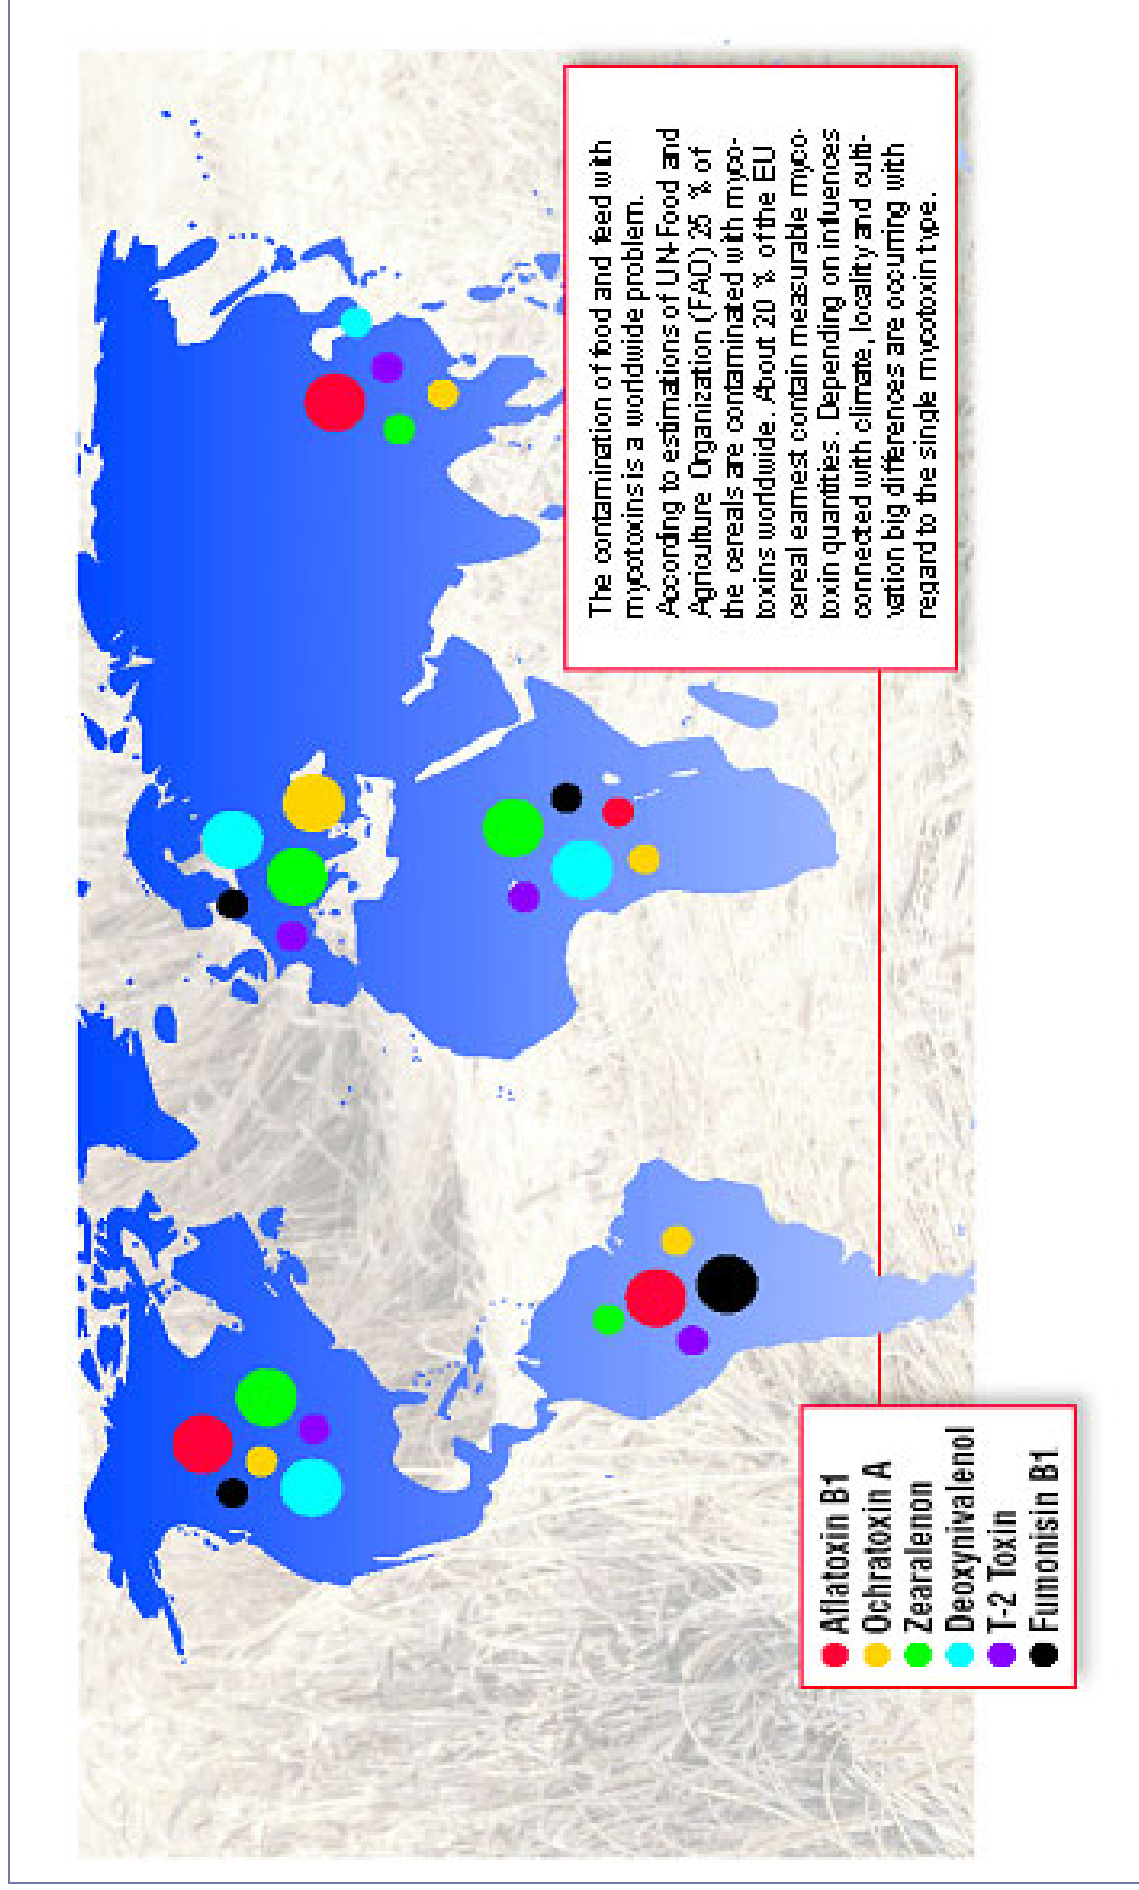 The contamination of food and feed with
mycotoxins is a worldwide problem.
According to estimations of UN-Food and
Agriculture Organization (FAO) 25 % of
the cereals are contaminated with myco-
toxins worldwide. About 20 % of the EU
cereal earnest contain measurable myco-
toxin quantities. Depending on influences
connected with climate, locality and culti-
vation big differences are occurring with
regard to the single mycotoxin type.
Aflatoxin B1
Ochratoxin A
Zearalenon
Deoxynivalenol
T-2 Toxin
Fumonisin B1